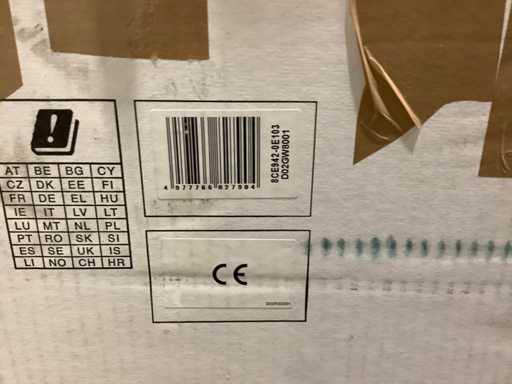 AT BE BG CY
CZ DK EE FI
FR DE EL HU
IE IT LV LT
LU MT NL PL
PT RO SK SI
ES SE UK IS
LI NO CH HR
4 977766 827904
8CE942-0E103
D02GW8001
CE